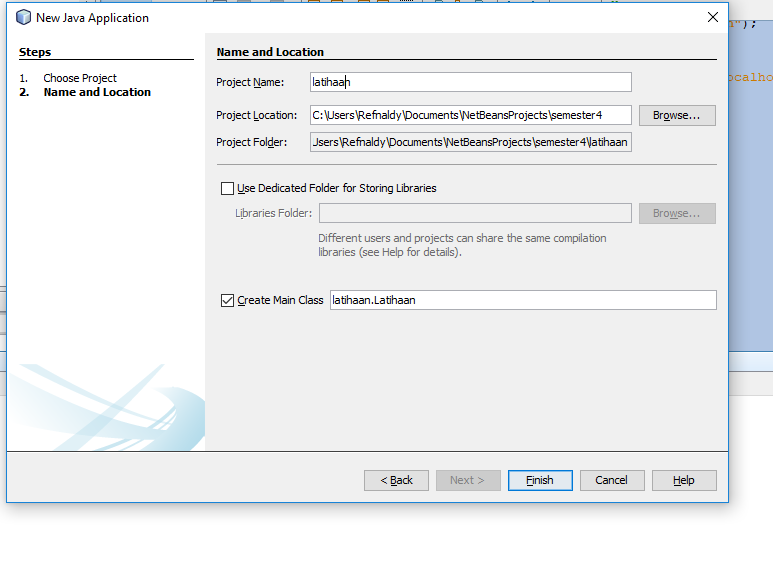 New Java Application
");
Steps
1. Choose Project
2. Name and Location
Name and Location
Project Name: latihaan
Project Location: C:\Users\Refnaldy\Documents\NetBeansProjects\semester4 Browse...
ocalho
Project Folder: Users\Refnaldy\Documents\NetBeansProjects\semester4\latihaan
Use Dedicated Folder for Storing Libraries
Libraries Folder: Browse...
Different users and projects can share the same compilation
libraries (see Help for details).
Create Main Class latihaan.Latihaan
< Back Next > Finish Cancel Help